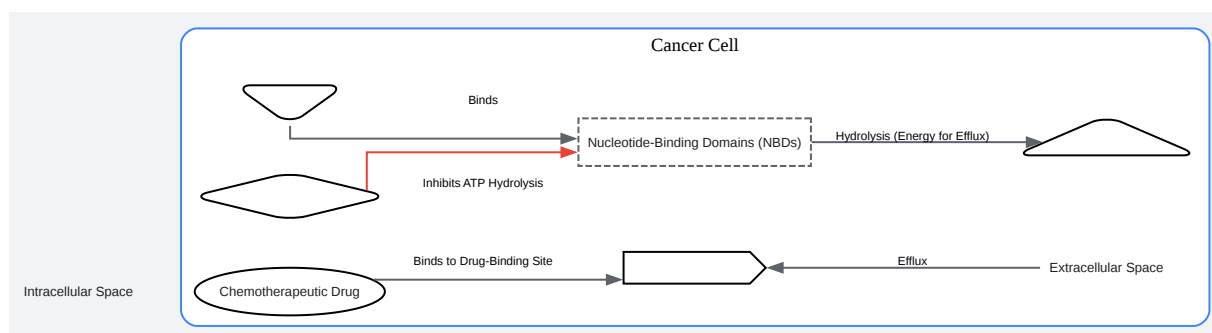 Cancer Cell
Binds
Nucleotide-Binding Domains (NBDs)
Hydrolysis (Energy for Efflux)
Inhibits ATP Hydrolysis
Binds to Drug-Binding Site
Efflux
Extracellular Space
Intracellular Space
Chemotherapeutic Drug